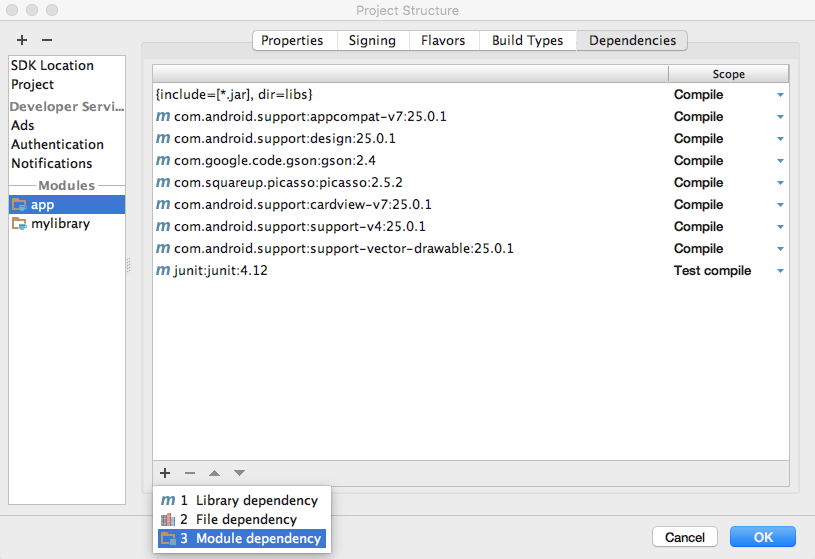 Project Structure
Properties Signing Flavors Build Types Dependencies
SDK Location
Project
Developer Servi...
Ads
Authentication
Notifications
Modules
app
mylibrary
Scope
{include=[*.jar], dir=libs} Compile
m com.android.support:appcompat-v7:25.0.1 Compile
m com.android.support:design:25.0.1 Compile
m com.google.code.gson:gson:2.4 Compile
m com.squareup.picasso:picasso:2.5.2 Compile
m com.android.support:cardview-v7:25.0.1 Compile
m com.android.support:support-v4:25.0.1 Compile
m com.android.support:support-vector-drawable:25.0.1 Compile
m junit:junit:4.12 Test compile
m 1 Library dependency
2 File dependency
3 Module dependency
Cancel OK